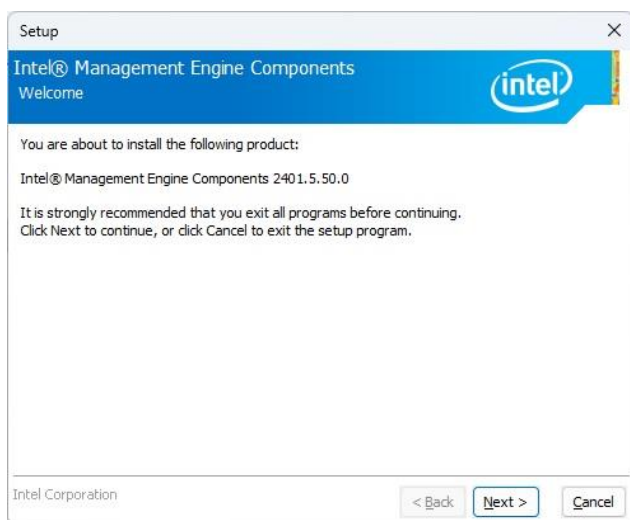 Setup
Intel® Management Engine Components
Welcome
intel
You are about to install the following product:
Intel® Management Engine Components 2401.5.50.0
It is strongly recommended that you exit all programs before continuing.
Click Next to continue, or click Cancel to exit the setup program.
Intel Corporation
< Back
Next >
Cancel